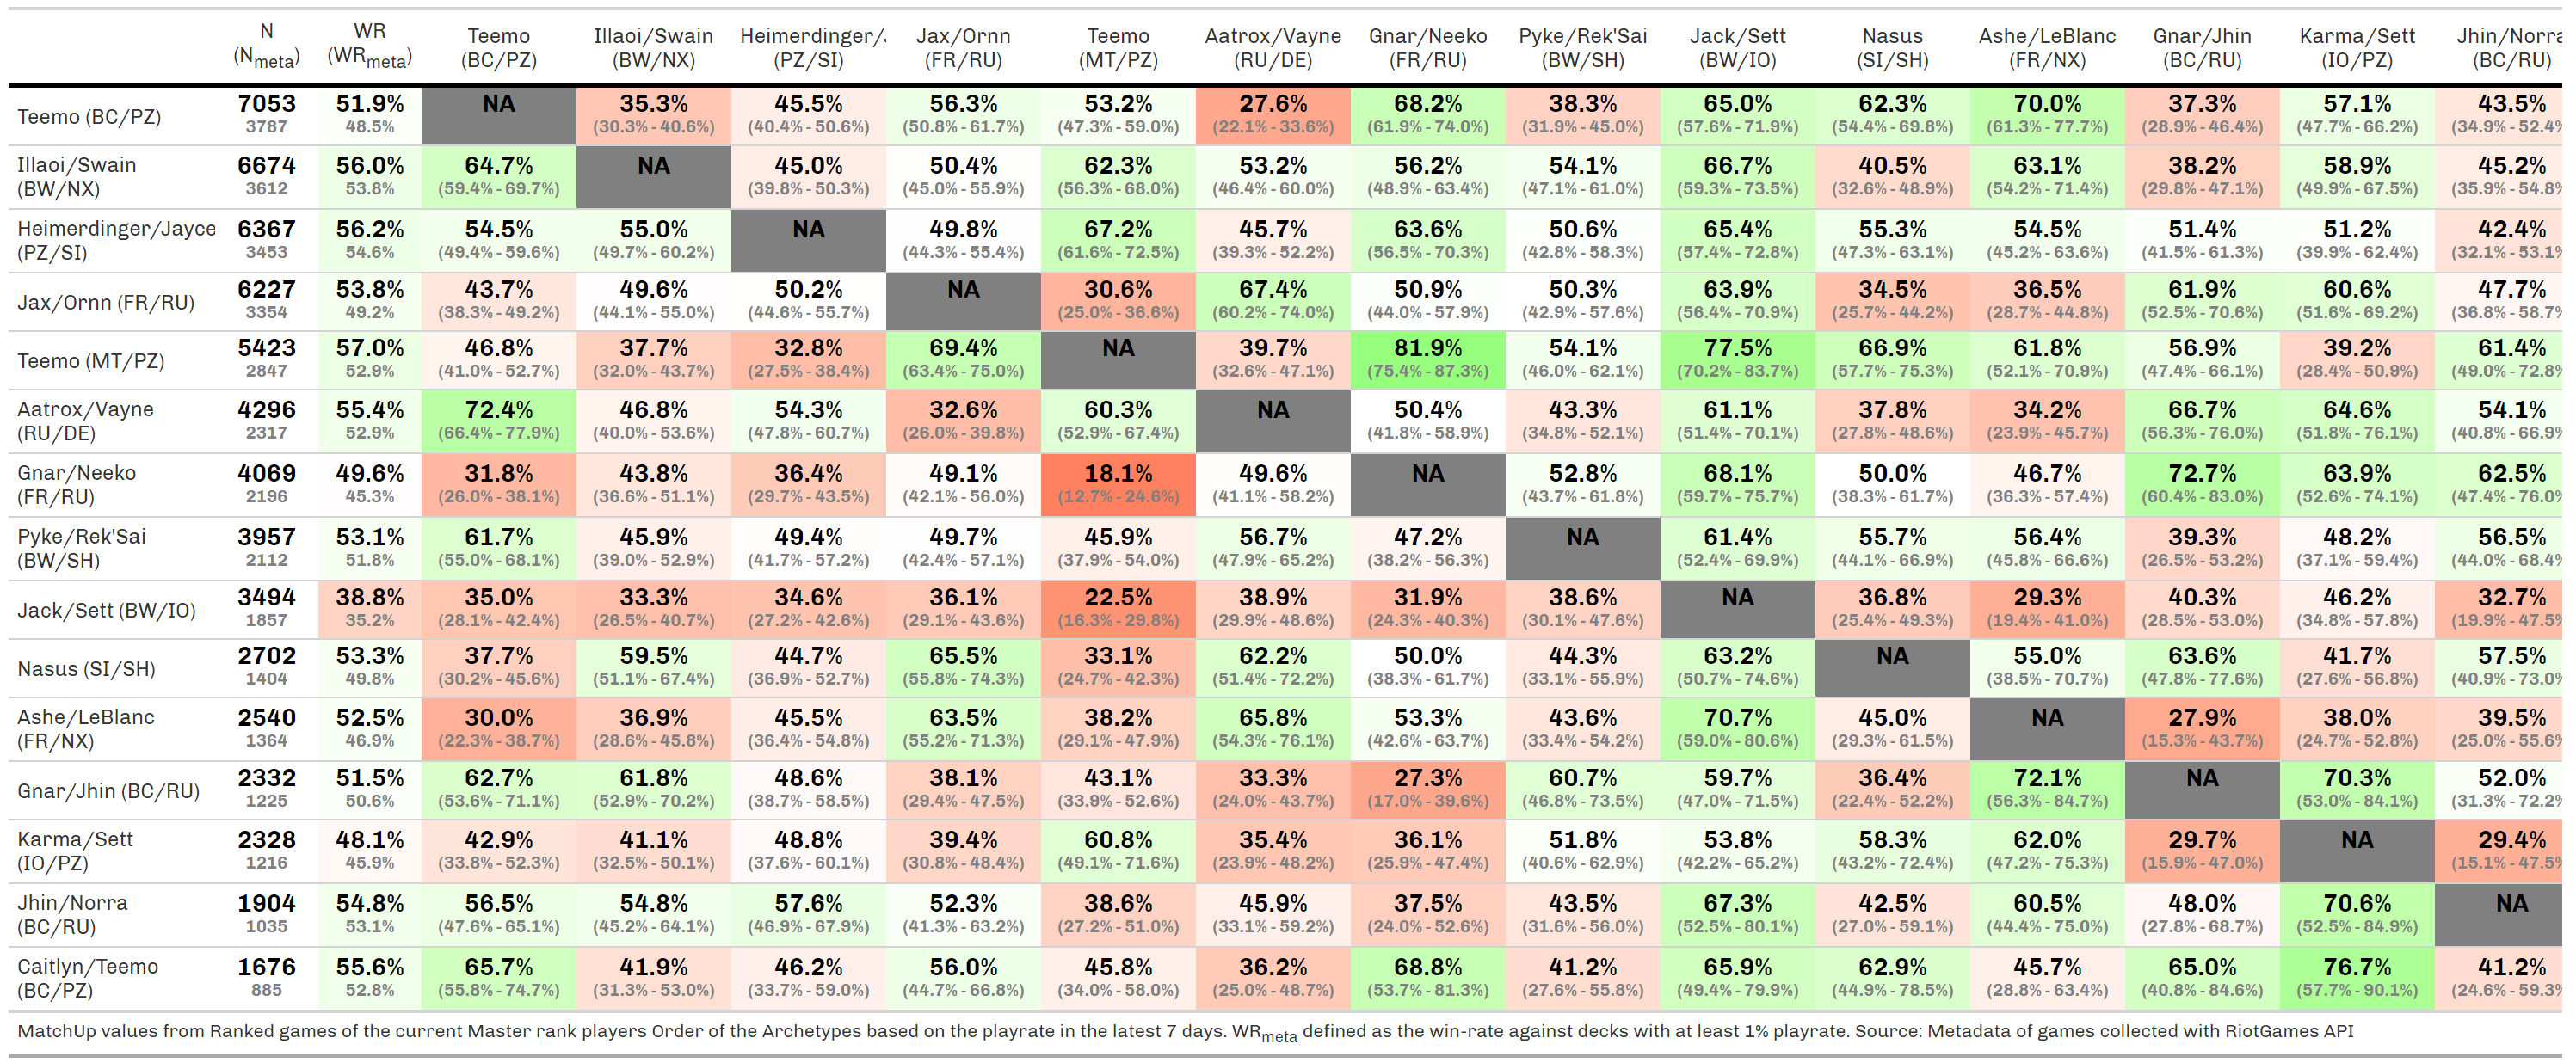 N WR Teemo Illaoi/Swain Heimerdinger/ Jax/Ornn Teemo Aatrox/Vayne Gnar/Neeko Pyke/Rek'Sai Jack/Sett Nasus Ashe/LeBlanc Gnar/Jhin Karma/Sett Jhin/Norra
(Nmeta) (WRmeta) (BC/PZ) (BW/NX) (PZ/SI) (FR/RU) (MT/PZ) (RU/DE) (FR/RU) (BW/SH) (BW/IO) (SI/SH) (FR/NX) (BC/RU) (IO/PZ) (BC/RU)
Teemo (BC/PZ) 7053 51.9% NA 35.3% 45.5% 56.3% 53.2% 27.6% 68.2% 38.3% 65.0% 62.3% 70.0% 37.3% 57.1% 43.5%
3787 48.5% (30.3% - 40.6%) (40.4% - 50.6%) (50.8% - 61.7%) (47.3% - 59.0%) (22.1% - 33.6%) (61.9% - 74.0%) (31.9% - 45.0%) (57.6% - 71.9%) (54.4% - 69.8%) (61.3% - 77.7%) (28.9% - 46.4%) (47.7% - 66.2%) (34.9% - 52.4%
Illaoi/Swain 6674 56.0% 64.7% NA 45.0% 50.4% 62.3% 53.2% 56.2% 54.1% 66.7% 40.5% 63.1% 38.2% 58.9% 45.2%
(BW/NX) 3612 53.8% (59.4% - 69.7%) (39.8% - 50.3%) (45.0% - 55.9%) (56.3% - 68.0%) (46.4% - 60.0%) (48.9% - 63.4%) (47.1% - 61.0%) (59.3% - 73.5%) (32.6% - 48.9%) (54.2% - 71.4%) (29.8% - 47.1%) (49.9% - 67.5%) (35.9% - 54.8%
Heimerdinger/Jayce 6367 56.2% 54.5% 55.0% NA 49.8% 67.2% 45.7% 63.6% 50.6% 65.4% 55.3% 54.5% 51.4% 51.2% 42.4%
(PZ/SI) 3453 54.6% (49.4% - 59.6%) (49.7% - 60.2%) (44.3% - 55.4%) (61.6% - 72.5%) (39.3% - 52.2%) (56.5% - 70.3%) (42.8% - 58.3%) (57.4% - 72.8%) (47.3% - 63.1%) (45.2% - 63.6%) (41.5% - 61.3%) (39.9% - 62.4%) (32.1% - 53.1%
Jax/Ornn (FR/RU) 6227 53.8% 43.7% 49.6% 50.2% NA 30.6% 67.4% 50.9% 50.3% 63.9% 34.5% 36.5% 61.9% 60.6% 47.7%
3354 49.2% (38.3% - 49.2%) (44.1% - 55.0%) (44.6% - 55.7%) (25.0% - 36.6%) (60.2% - 74.0%) (44.0% - 57.9%) (42.9% - 57.6%) (56.4% - 70.9%) (25.7% - 44.2%) (28.7% - 44.8%) (52.5% - 70.6%) (51.6% - 69.2%) (36.8% - 58.7%
Teemo (MT/PZ) 5423 57.0% 46.8% 37.7% 32.8% 69.4% NA 39.7% 81.9% 54.1% 77.5% 66.9% 61.8% 56.9% 39.2% 61.4%
2847 52.9% (41.0% - 52.7%) (32.0% - 43.7%) (27.5% - 38.4%) (63.4% - 75.0%) (32.6% - 47.1%) (75.4% - 87.3%) (46.0% - 62.1%) (70.2% - 83.7%) (57.7% - 75.3%) (52.1% - 70.9%) (47.4% - 66.1%) (28.4% - 50.9%) (49.0% - 72.8%
Aatrox/Vayne 4296 55.4% 72.4% 46.8% 54.3% 32.6% 60.3% NA 50.4% 43.3% 61.1% 37.8% 34.2% 66.7% 64.6% 54.1%
(RU/DE) 2317 52.9% (66.4% - 77.9%) (40.0% - 53.6%) (47.8% - 60.7%) (26.0% - 39.8%) (52.9% - 67.4%) (41.8% - 58.9%) (34.8% - 52.1%) (51.4% - 70.1%) (27.8% - 48.6%) (23.9% - 45.7%) (56.3% - 76.0%) (51.8% - 76.1%) (40.8% - 66.9%
Gnar/Neeko 4069 49.6% 31.8% 43.8% 36.4% 49.1% 18.1% 49.6% NA 52.8% 68.1% 50.0% 46.7% 72.7% 63.9% 62.5%
(FR/RU) 2196 45.3% (26.0% - 38.1%) (36.6% - 51.1%) (29.7% - 43.5%) (42.1% - 56.0%) (12.7% - 24.6%) (41.1% - 58.2%) (43.7% - 61.8%) (59.7% - 75.7%) (38.3% - 61.7%) (36.3% - 57.4%) (60.4% - 83.0%) (52.6% - 74.1%) (47.4% - 76.0%
Pyke/Rek'Sai 3957 53.1% 61.7% 45.9% 49.4% 49.7% 45.9% 56.7% 47.2% NA 61.4% 55.7% 56.4% 39.3% 48.2% 56.5%
(BW/SH) 2112 51.8% (55.0% - 68.1%) (39.0% - 52.9%) (41.7% - 57.2%) (42.4% - 57.1%) (37.9% - 54.0%) (47.9% - 65.2%) (38.2% - 56.3%) (52.4% - 69.9%) (44.1% - 66.9%) (45.8% - 66.6%) (26.5% - 53.2%) (37.1% - 59.4%) (44.0% - 68.4%
Jack/Sett (BW/IO) 3494 38.8% 35.0% 33.3% 34.6% 36.1% 22.5% 38.9% 31.9% 38.6% NA 36.8% 29.3% 40.3% 46.2% 32.7%
1857 35.2% (28.1% - 42.4%) (26.5% - 40.7%) (27.2% - 42.6%) (29.1% - 43.6%) (16.3% - 29.8%) (29.9% - 48.6%) (24.3% - 40.3%) (30.1% - 47.6%) (25.4% - 49.3%) (19.4% - 41.0%) (28.5% - 53.0%) (34.8% - 57.8%) (19.9% - 47.5%
Nasus (SI/SH) 2702 53.3% 37.7% 59.5% 44.7% 65.5% 33.1% 62.2% 50.0% 44.3% 63.2% NA 55.0% 63.6% 41.7% 57.5%
1404 49.8% (30.2% - 45.6%) (51.1% - 67.4%) (36.9% - 52.7%) (55.8% - 74.3%) (24.7% - 42.3%) (51.4% - 72.2%) (38.3% - 61.7%) (33.1% - 55.9%) (50.7% - 74.6%) (38.5% - 70.7%) (47.8% - 77.6%) (27.6% - 56.8%) (40.9% - 73.0%
Ashe/LeBlanc 2540 52.5% 30.0% 36.9% 45.5% 63.5% 38.2% 65.8% 53.3% 43.6% 70.7% 45.0% NA 27.9% 38.0% 39.5%
(FR/NX) 1364 46.9% (22.3% - 38.7%) (28.6% - 45.8%) (36.4% - 54.8%) (55.2% - 71.3%) (29.1% - 47.9%) (54.3% - 76.1%) (42.6% - 63.7%) (33.4% - 54.2%) (59.0% - 80.6%) (29.3% - 61.5%) (15.3% - 43.7%) (24.7% - 52.8%) (25.0% - 55.6%
Gnar/Jhin (BC/RU) 2332 51.5% 62.7% 61.8% 48.6% 38.1% 43.1% 33.3% 27.3% 60.7% 59.7% 36.4% 72.1% NA 70.3% 52.0%
1225 50.6% (53.6% - 71.1%) (52.9% - 70.2%) (38.7% - 58.5%) (29.4% - 47.5%) (33.9% - 52.6%) (24.0% - 43.7%) (17.0% - 39.6%) (46.8% - 73.5%) (47.0% - 71.5%) (22.4% - 52.2%) (56.3% - 84.7%) (53.0% - 84.1%) (31.3% - 72.2%
Karma/Sett 2328 48.1% 42.9% 41.1% 48.8% 39.4% 60.8% 35.4% 36.1% 51.8% 53.8% 58.3% 62.0% 29.7% NA 29.4%
(IO/PZ) 1216 45.9% (33.8% - 52.3%) (32.5% - 50.1%) (37.6% - 60.1%) (30.8% - 48.4%) (49.1% - 71.6%) (23.9% - 48.2%) (25.9% - 47.4%) (40.6% - 62.9%) (42.2% - 65.2%) (43.2% - 72.4%) (47.2% - 75.3%) (15.9% - 47.0%) (15.1% - 47.5%
Jhin/Norra 1904 54.8% 56.5% 54.8% 57.6% 52.3% 38.6% 45.9% 37.5% 43.5% 67.3% 42.5% 60.5% 48.0% 70.6% NA
(BC/RU) 1035 53.1% (47.6% - 65.1%) (45.2% - 64.1%) (46.9% - 67.9%) (41.3% - 63.2%) (27.2% - 51.0%) (33.1% - 59.2%) (24.0% - 52.6%) (31.6% - 56.0%) (52.5% - 80.1%) (27.0% - 59.1%) (44.4% - 75.0%) (27.8% - 68.7%) (52.5% - 84.9%)
Caitlyn/Teemo 1676 55.6% 65.7% 41.9% 46.2% 56.0% 45.8% 36.2% 68.8% 41.2% 65.9% 62.9% 45.7% 65.0% 76.7% 41.2%
(BC/PZ) 885 52.8% (55.8% - 74.7%) (31.3% - 53.0%) (33.7% - 59.0%) (44.7% - 66.8%) (34.0% - 58.0%) (25.0% - 48.7%) (53.7% - 81.3%) (27.6% - 55.8%) (49.4% - 79.9%) (44.9% - 78.5%) (28.8% - 63.4%) (40.8% - 84.6%) (57.7% - 90.1%) (24.6% - 59.3%
MatchUp values from Ranked games of the current Master rank players Order of the Archetypes based on the playrate in the latest 7 days. WRmeta defined as the win-rate against decks with at least 1% playrate. Source: Metadata of games collected with RiotGames API